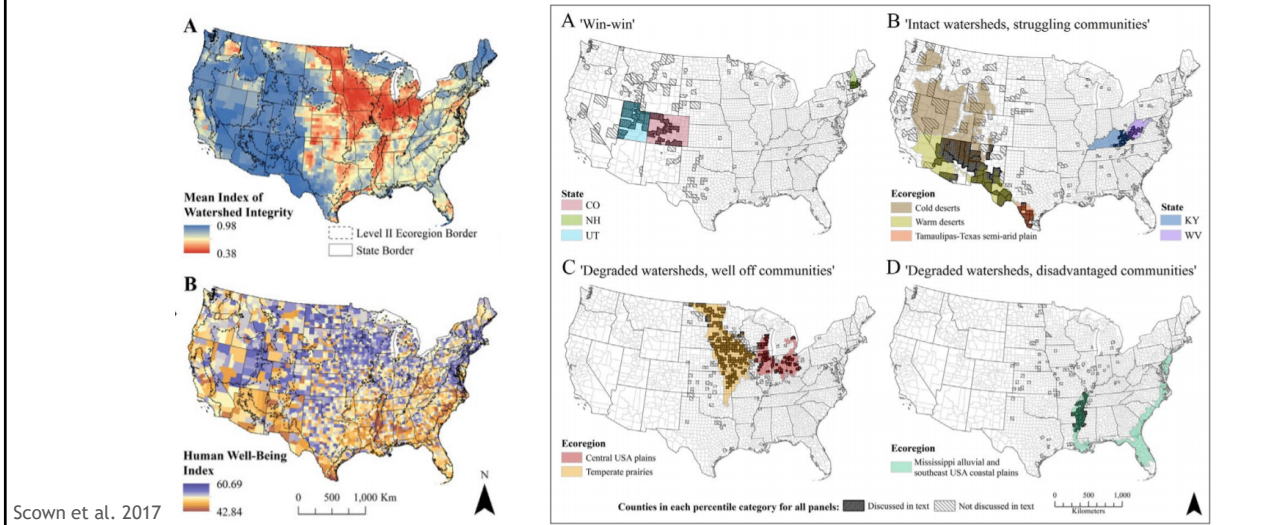 A
Mean Index of
Watershed Integrity
0.98
0.38
Level II Ecoregion Border
State Border
B
Human Well-Being
Index
60.69
42.84
0 500 1,000 Km
N
Scown et al. 2017
A 'Win-win'
State
CO
NH
UT
B 'Intact watersheds, struggling communities'
Ecoregion
Cold deserts
Warm deserts
Tamaulipas-Texas semi-arid plain
State
KY
WV
C 'Degraded watersheds, well off communities'
Ecoregion
Central USA plains
Temperate prairies
D 'Degraded watersheds, disadvantaged communities'
Ecoregion
Mississippi alluvial and
southeast USA coastal plains
Counties in each percentile category for all panels: Discussed in text Not discussed in text
0 500 1,000
Kilometers